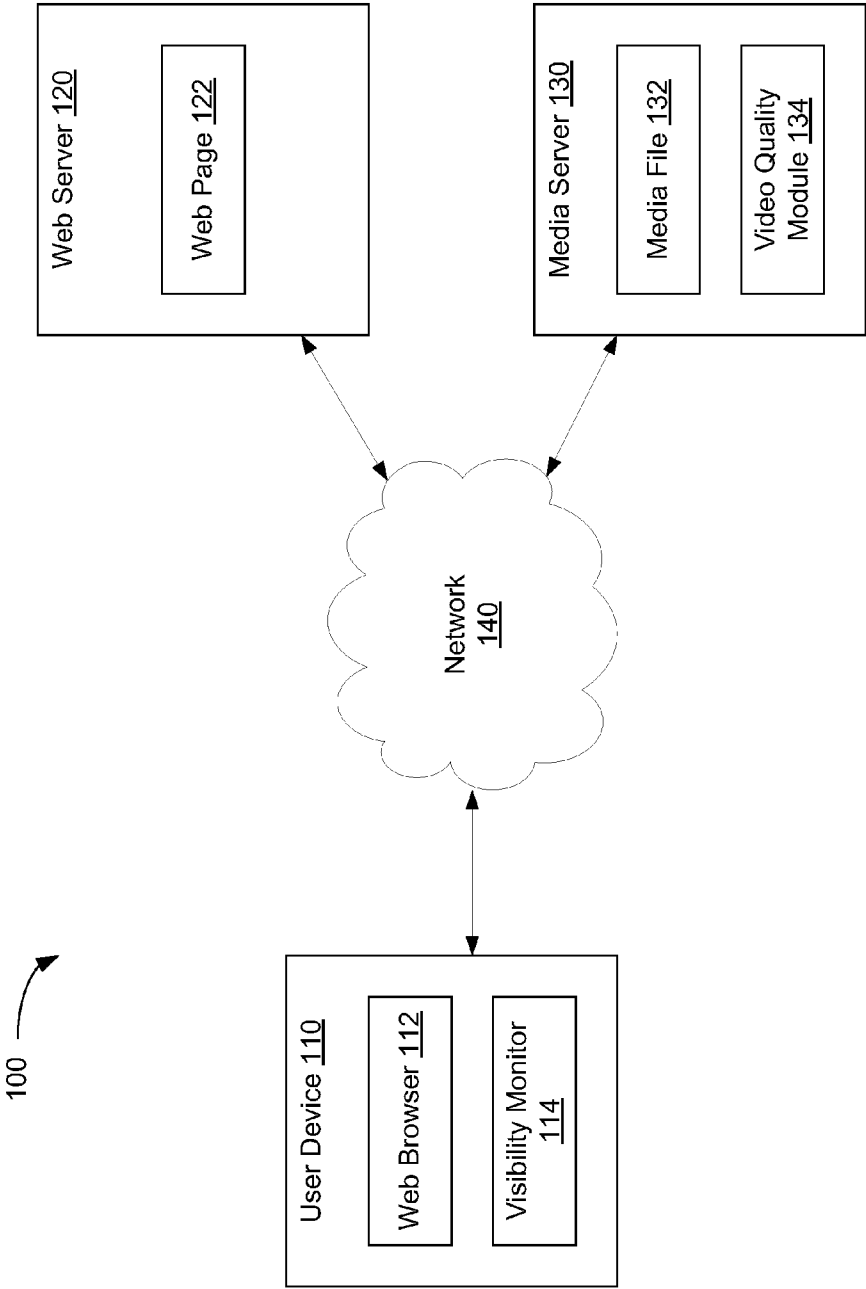 100
User Device 110
Web Browser 112
Visibility Monitor
114
Network
140
Web Server 120
Web Page 122
Media Server 130
Media File 132
Video Quality
Module 134